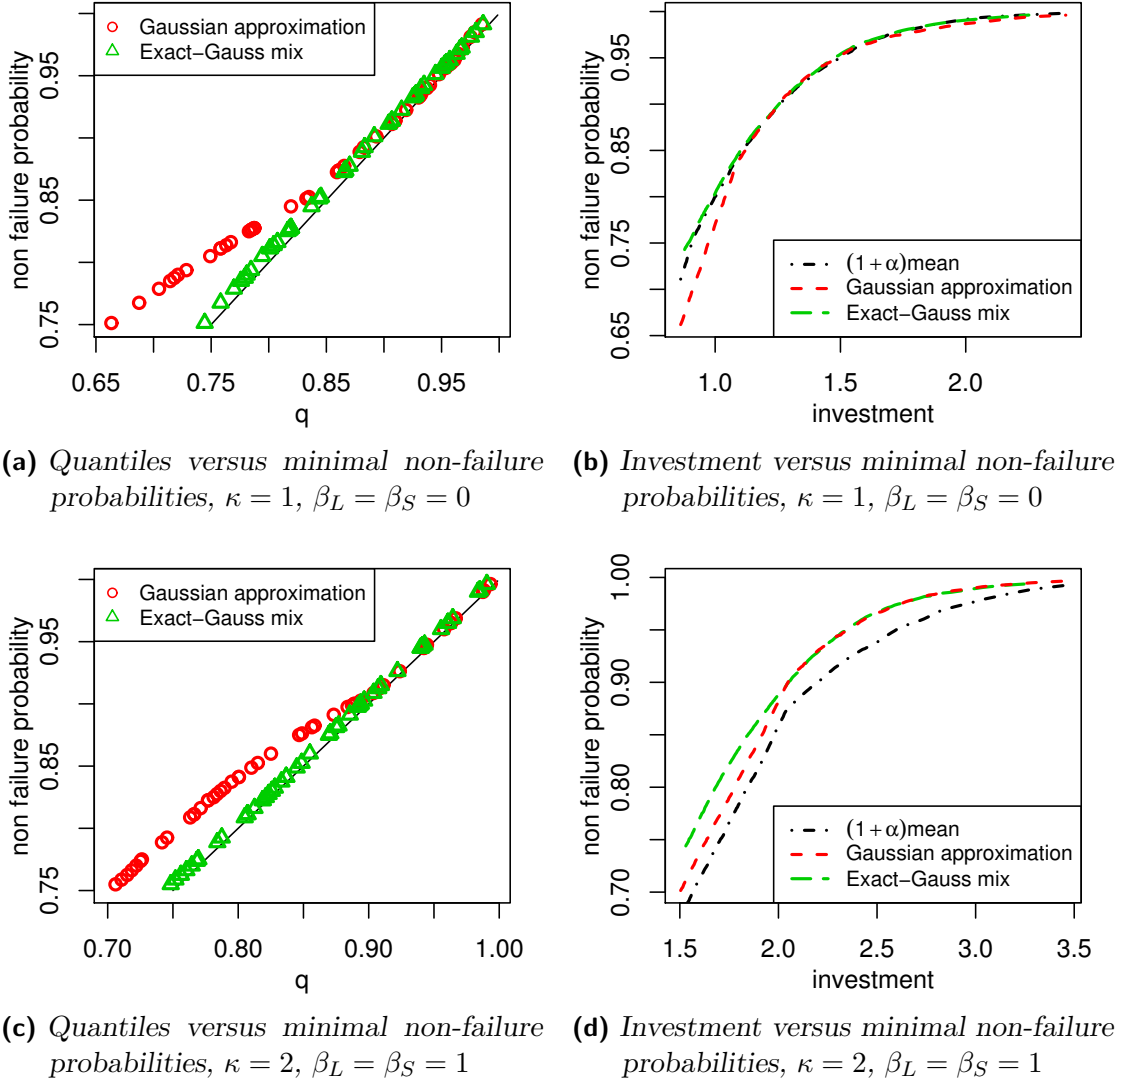 Gaussian approximation
Exact−Gauss mix
non failure probability
0.75 0.85 0.95
0.65 0.75 0.85 0.95
q
(a) Quantiles versus minimal non-failure
probabilities, κ = 1, β_L = β_S = 0
non failure probability
0.65 0.75 0.85 0.95
(1+α)mean
Gaussian approximation
Exact−Gauss mix
1.0 1.5 2.0
investment
(b) Investment versus minimal non-failure
probabilities, κ = 1, β_L = β_S = 0
Gaussian approximation
Exact−Gauss mix
non failure probability
0.75 0.85 0.95
0.70 0.80 0.90 1.00
q
(c) Quantiles versus minimal non-failure
probabilities, κ = 2, β_L = β_S = 1
non failure probability
0.70 0.80 0.90 1.00
(1+α)mean
Gaussian approximation
Exact−Gauss mix
1.5 2.0 2.5 3.0 3.5
investment
(d) Investment versus minimal non-failure
probabilities, κ = 2, β_L = β_S = 1